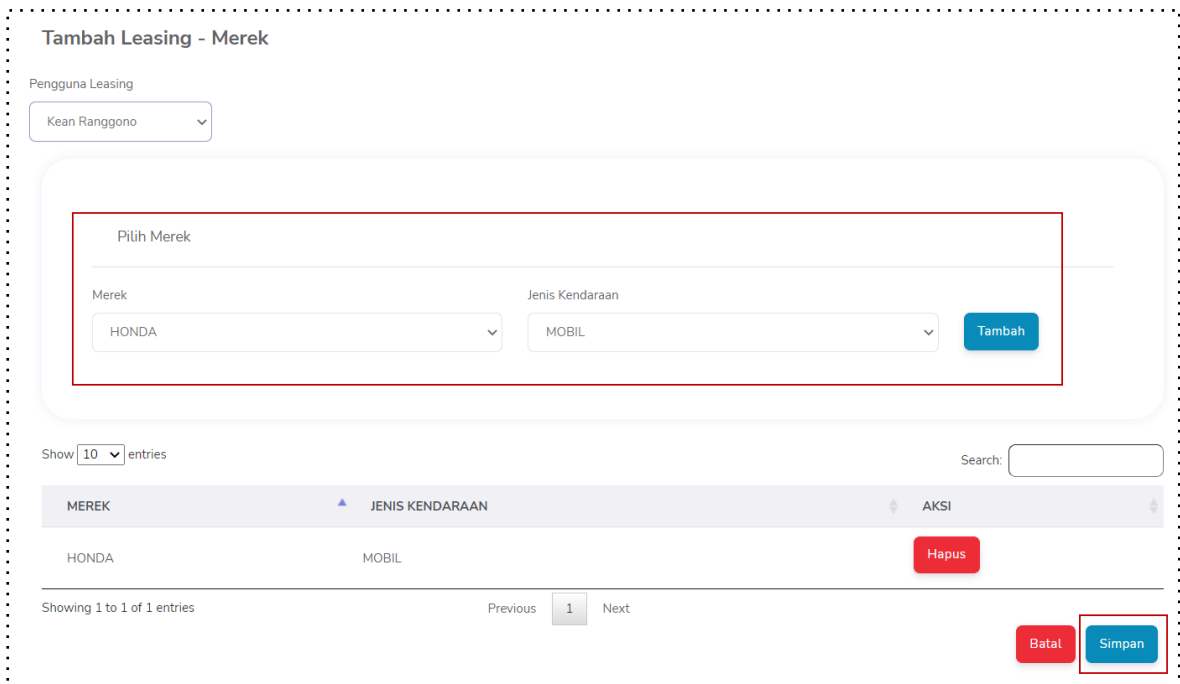 Tambah Leasing - Merek
Pengguna Leasing
Kean Ranggono
Pilih Merek
Merek Jenis Kendaraan
HONDA MOBIL Tambah
Show 10 entries Search:
MEREK JENIS KENDARAAN AKSI
HONDA MOBIL Hapus
Showing 1 to 1 of 1 entries Previous 1 Next
Batal Simpan